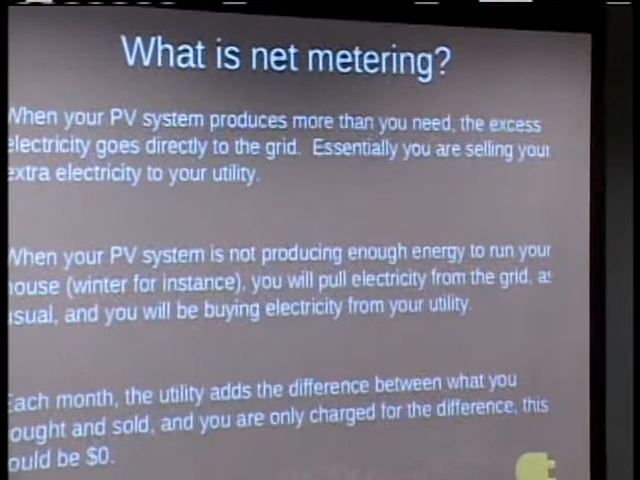 What is net metering?
When your PV system produces more than you need, the excess
electricity goes directly to the grid. Essentially you are selling your
extra electricity to your utility.
When your PV system is not producing enough energy to run your
house (winter for instance), you will pull electricity from the grid, as
usual, and you will be buying electricity from your utility.
Each month, the utility adds the difference between what you
ought and sold, and you are only charged for the difference, this
ould be $0.